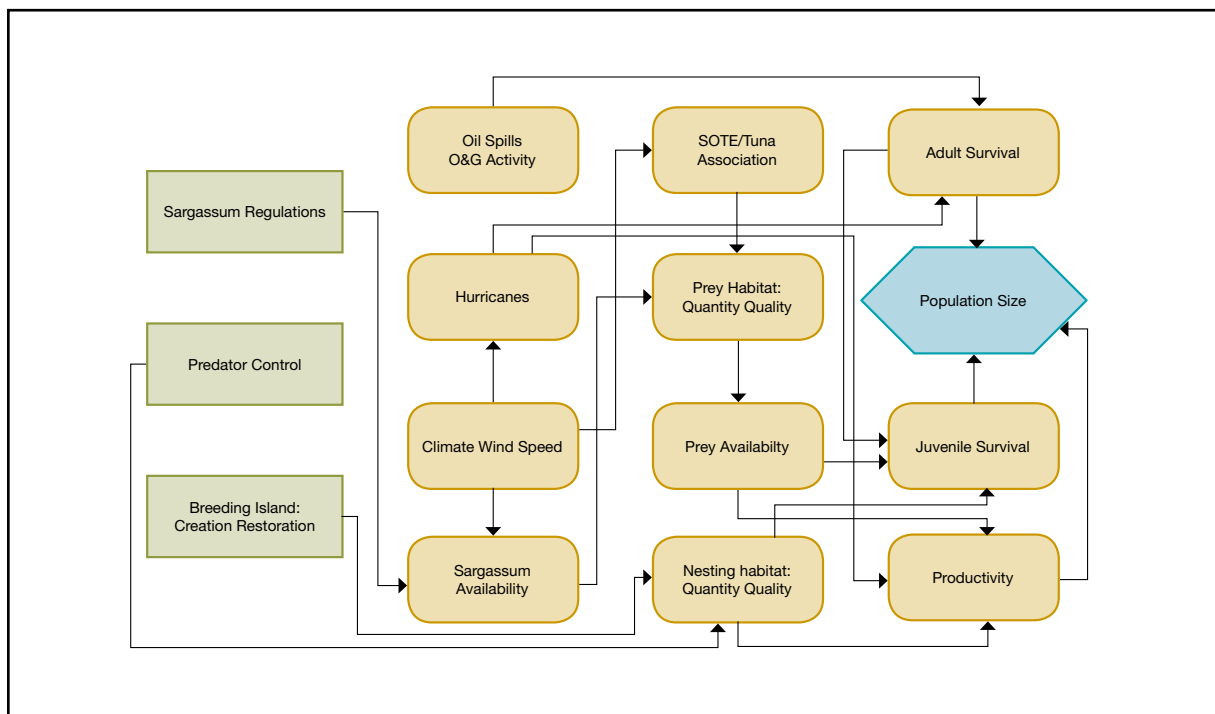 Oil Spills
O&G Activity
SOTE/Tuna
Association
Adult Survival
Sargassum Regulations
Hurricanes
Prey Habitat:
Quantity Quality
Population Size
Predator Control
Climate Wind Speed
Prey Availabilty
Juvenile Survival
Breeding Island:
Creation Restoration
Sargassum
Availability
Nesting habitat:
Quantity Quality
Productivity